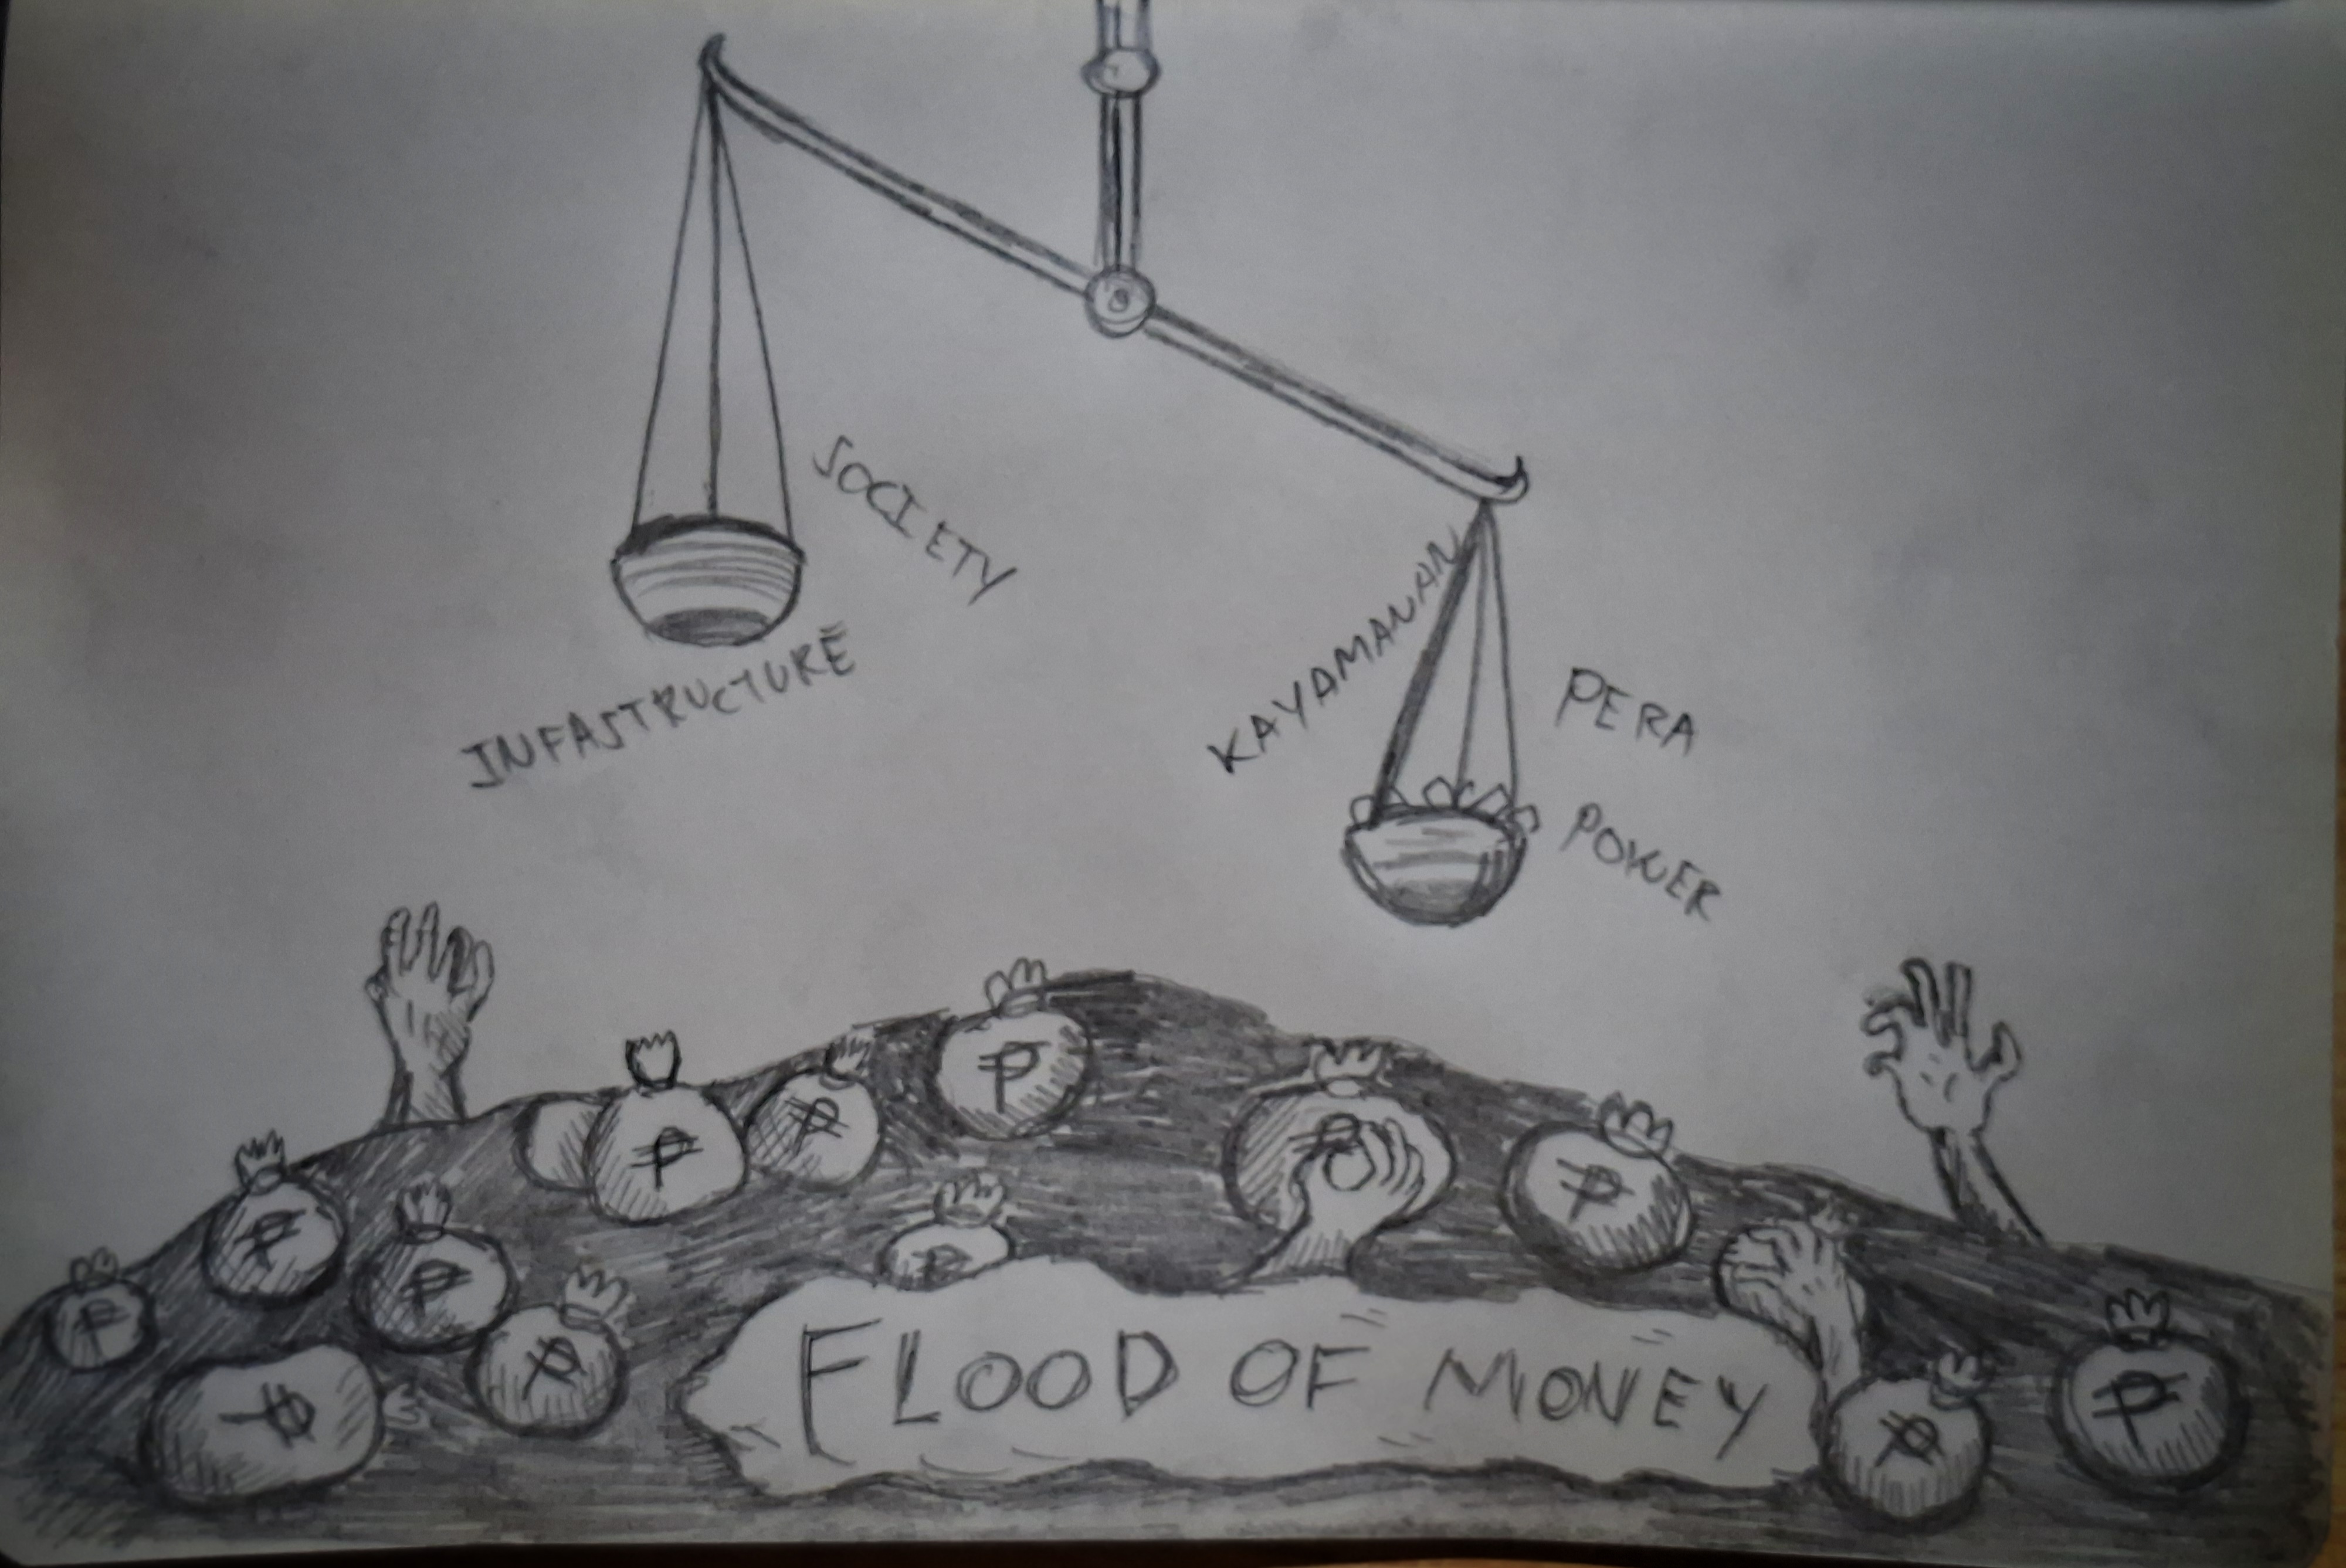 SOCIETY
INFASTRUCTURE
KAYAMANAN
PERA
POWER
₱
₱
₱
₱
₱
₱
₱
₱
₱
₱
₱
₱
₱
₱
FLOOD OF MONEY